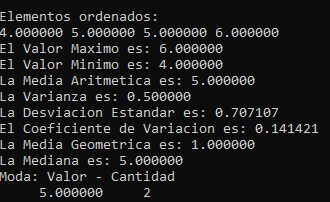 Elementos ordenados:
4.000000 5.000000 5.000000 6.000000
El Valor Maximo es: 6.000000
El Valor Minimo es: 4.000000
La Media Aritmetica es: 5.000000
La Varianza es: 0.500000
La Desviacion Estandar es: 0.707107
El Coeficiente de Variacion es: 0.141421
La Media Geometrica es: 1.000000
La Mediana es: 5.000000
Moda: Valor - Cantidad
5.000000 2